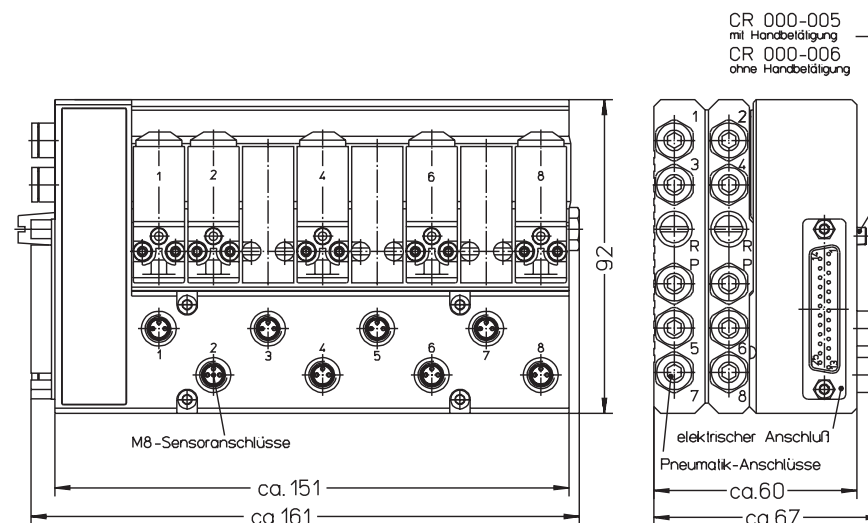 CR 000-005
mit Handbetätigung
CR 000-006
ohne Handbetätigung
1 2 4 6 8
1 3 5 7
2 4 6 8
M8-Sensoranschlüsse
92
ca.151
ca.161
1 2
3 4
R R
P P
5 6
7 8
elektrischer Anschluß
Pneumatik-Anschlüsse
ca.60
ca.67